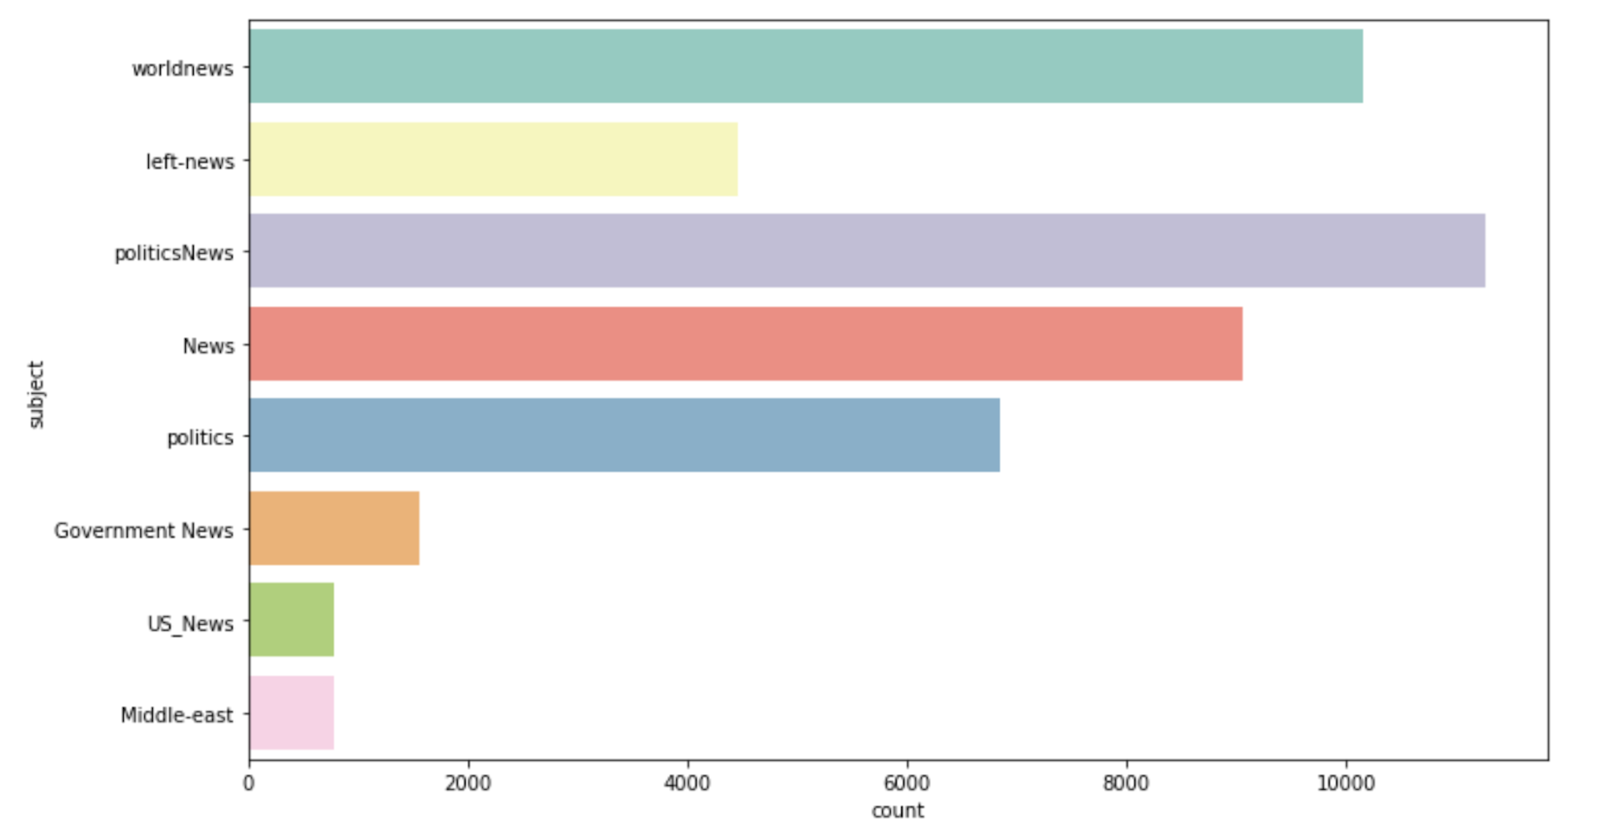 worldnews
left-news
politicsNews
News
politics
Government News
US_News
Middle-east
subject
0 2000 4000 6000 8000 10000
count